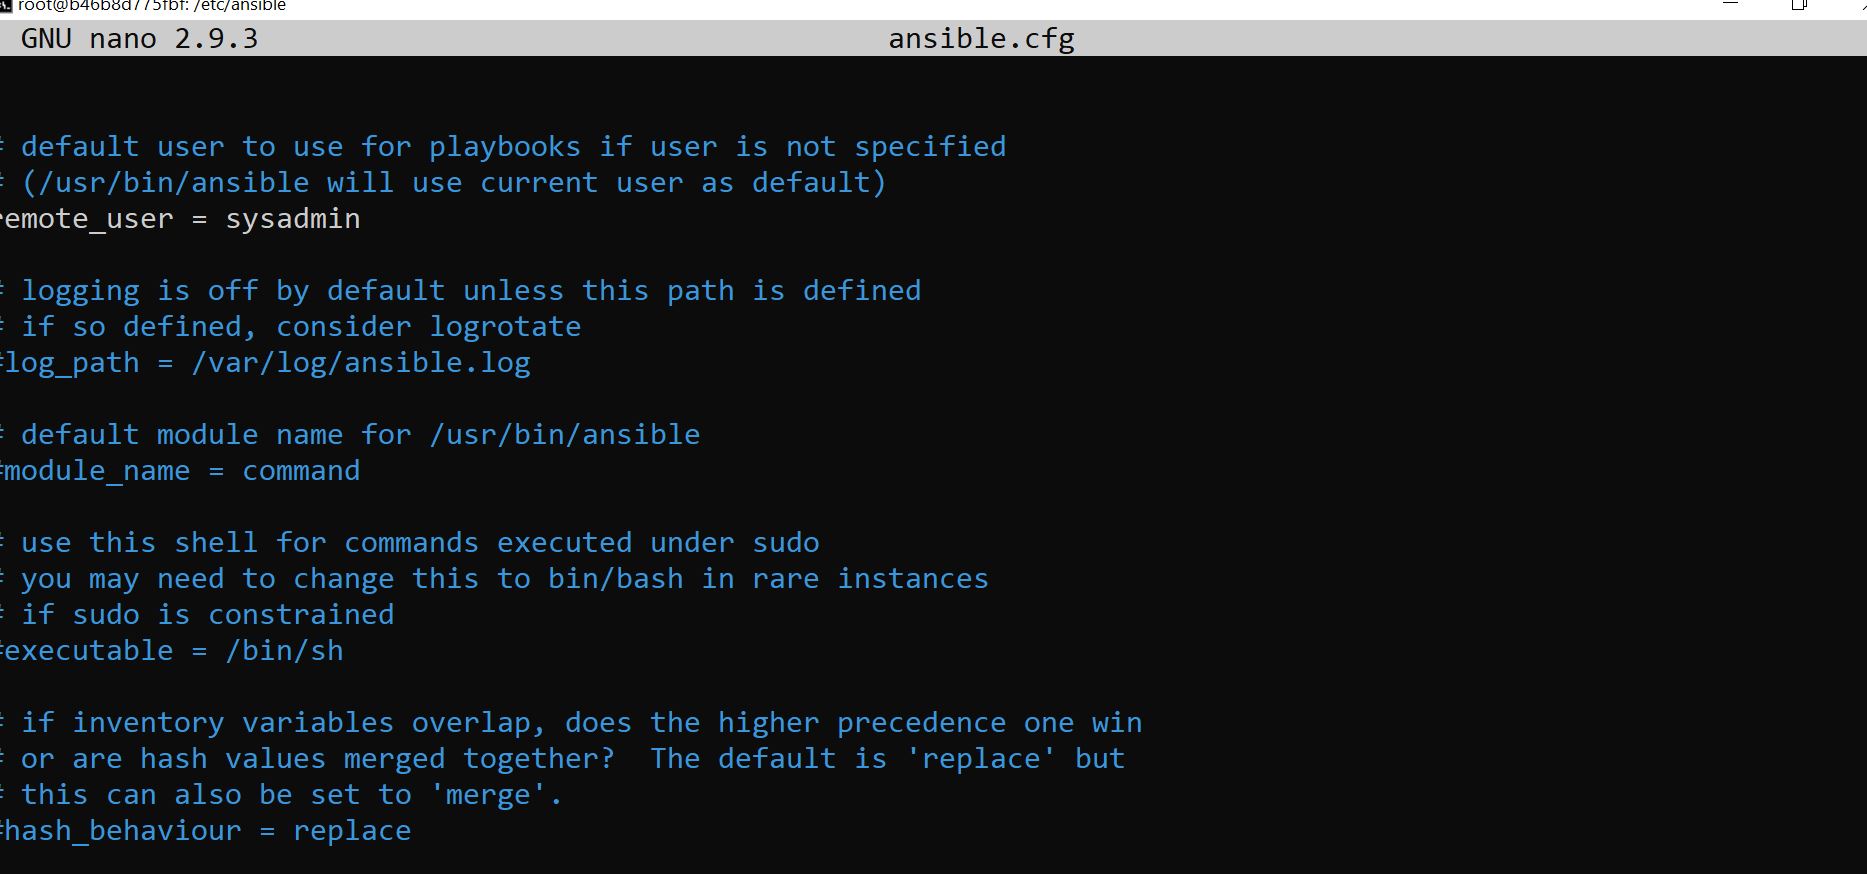 root@b46b8d775fbf: /etc/ansible
GNU nano 2.9.3 ansible.cfg
# default user to use for playbooks if user is not specified
# (/usr/bin/ansible will use current user as default)
remote_user = sysadmin
# logging is off by default unless this path is defined
# if so defined, consider logrotate
#log_path = /var/log/ansible.log
# default module name for /usr/bin/ansible
#module_name = command
# use this shell for commands executed under sudo
# you may need to change this to bin/bash in rare instances
# if sudo is constrained
#executable = /bin/sh
# if inventory variables overlap, does the higher precedence one win
# or are hash values merged together?  The default is 'replace' but
# this can also be set to 'merge'.
#hash_behaviour = replace